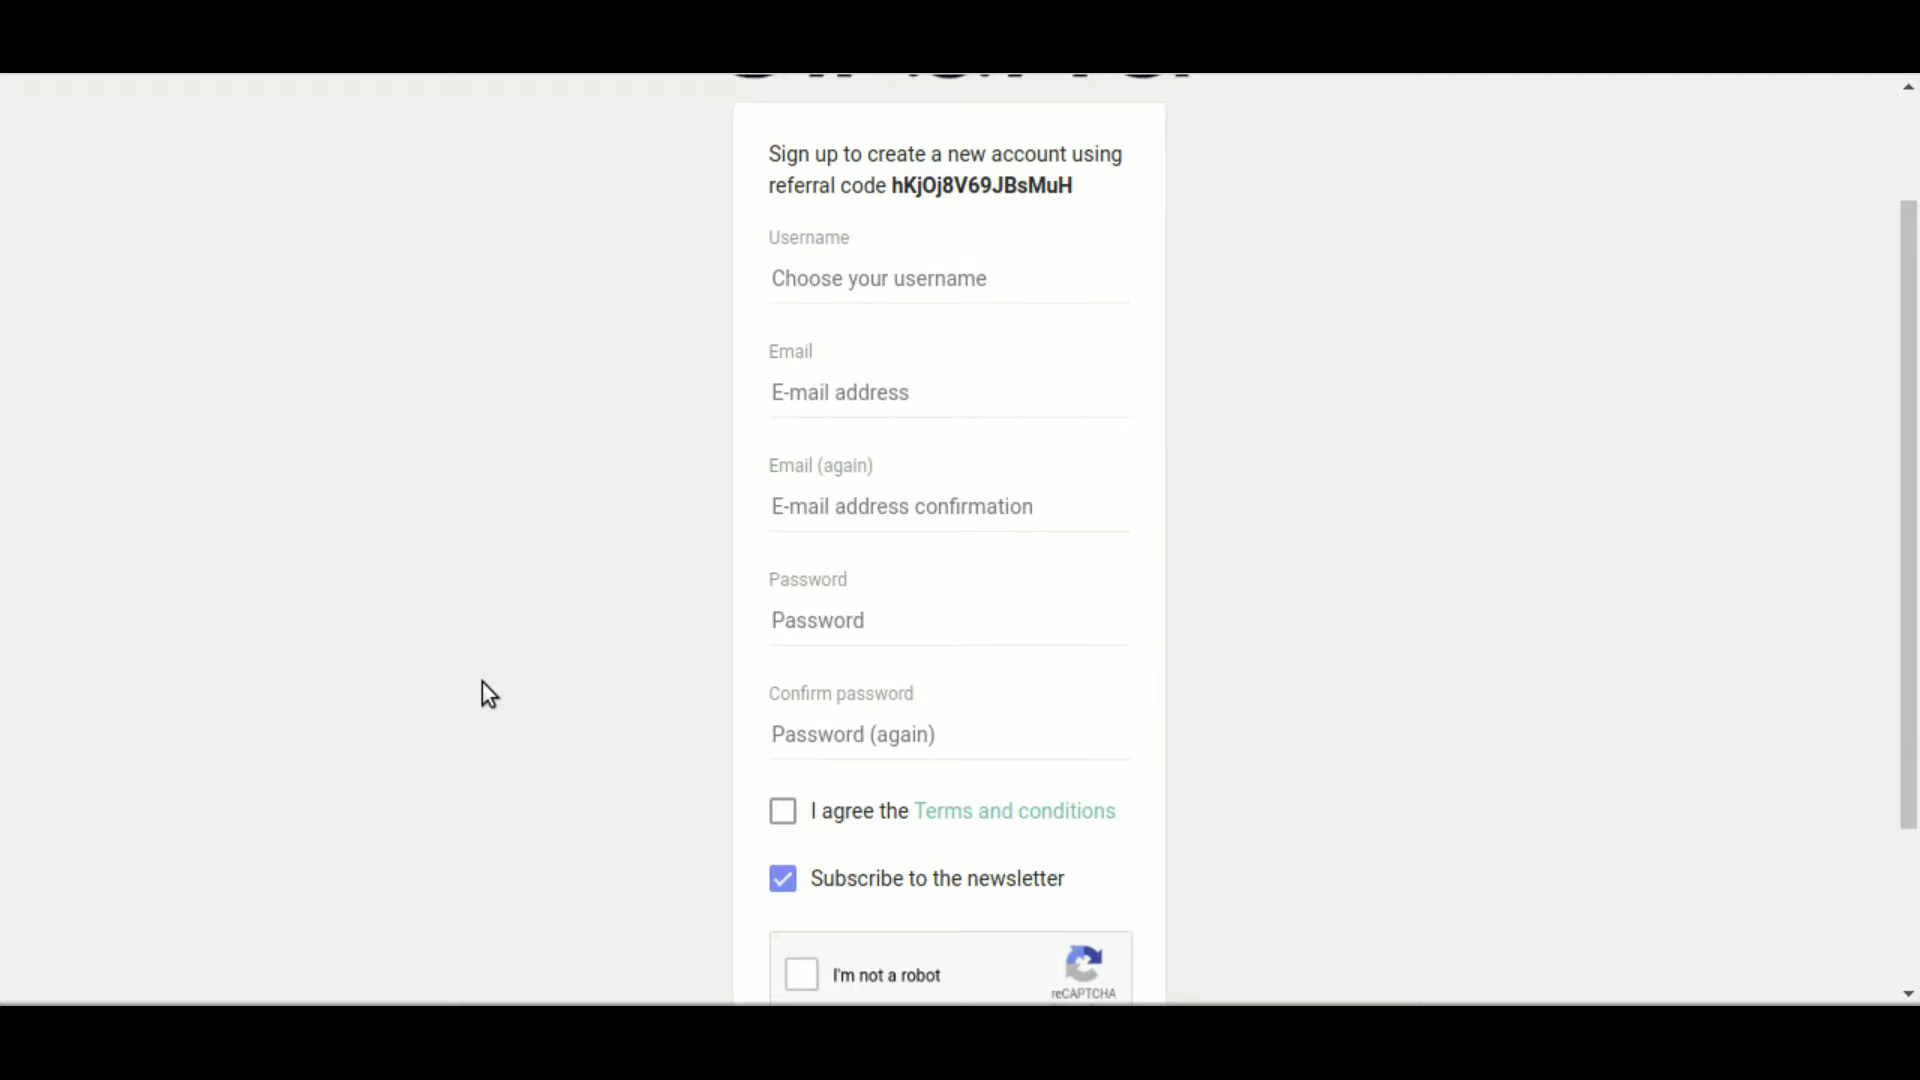 Sign up to create a new account using
referral code hKjOj8V69JBsMuH
Username
Choose your username
Email
E-mail address
Email (again)
E-mail address confirmation
Password
Password
Confirm password
Password (again)
I agree the Terms and conditions
Subscribe to the newsletter
I'm not a robot
reCAPTCHA